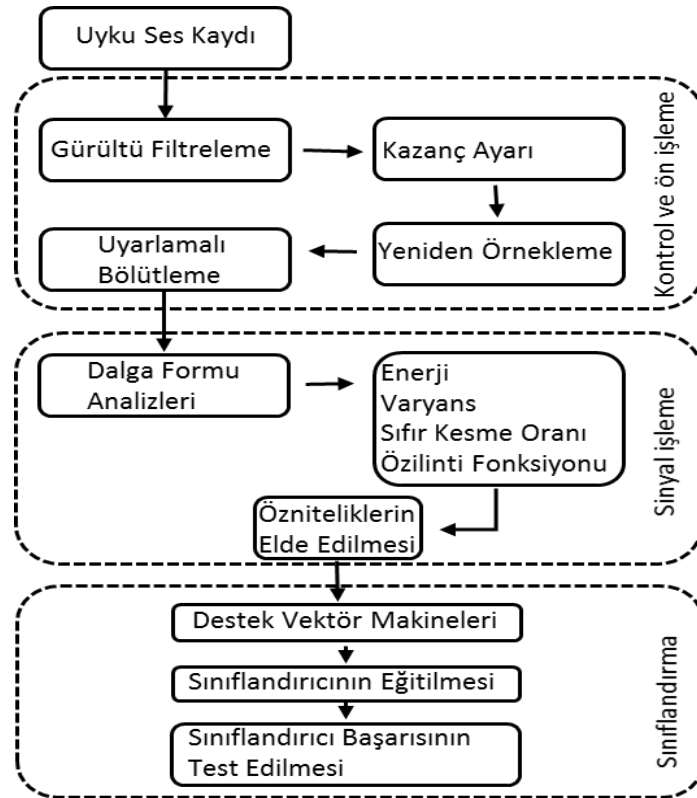 Uyku Ses Kaydı
Gürültü Filtreleme
Kazanç Ayarı
Yeniden Örnekleme
Uyarlamalı
Bölütleme
Kontrol ve ön işleme
Dalga Formu
Analizleri
Enerji
Varyans
Sıfır Kesme Oranı
Özilinti Fonksiyonu
Özniteliklerin
Elde Edilmesi
Sinyal işleme
Destek Vektör Makineleri
Sınıflandırıcının Eğitilmesi
Sınıflandırıcı Başarısının
Test Edilmesi
Sınıflandırma